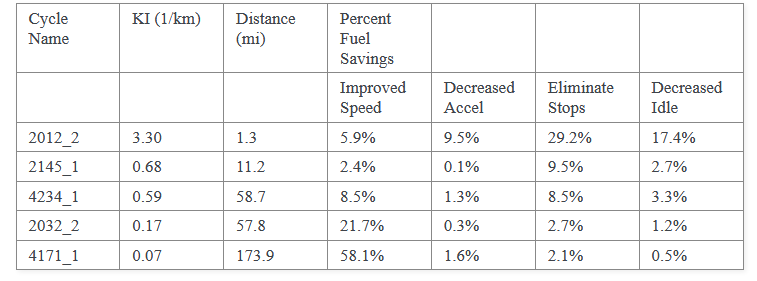 Cycle Name KI (1/km) Distance (mi) Percent Fuel Savings
Improved Speed Decreased Accel Eliminate Stops Decreased Idle
2012_2 3.30 1.3 5.9% 9.5% 29.2% 17.4%
2145_1 0.68 11.2 2.4% 0.1% 9.5% 2.7%
4234_1 0.59 58.7 8.5% 1.3% 8.5% 3.3%
2032_2 0.17 57.8 21.7% 0.3% 2.7% 1.2%
4171_1 0.07 173.9 58.1% 1.6% 2.1% 0.5%